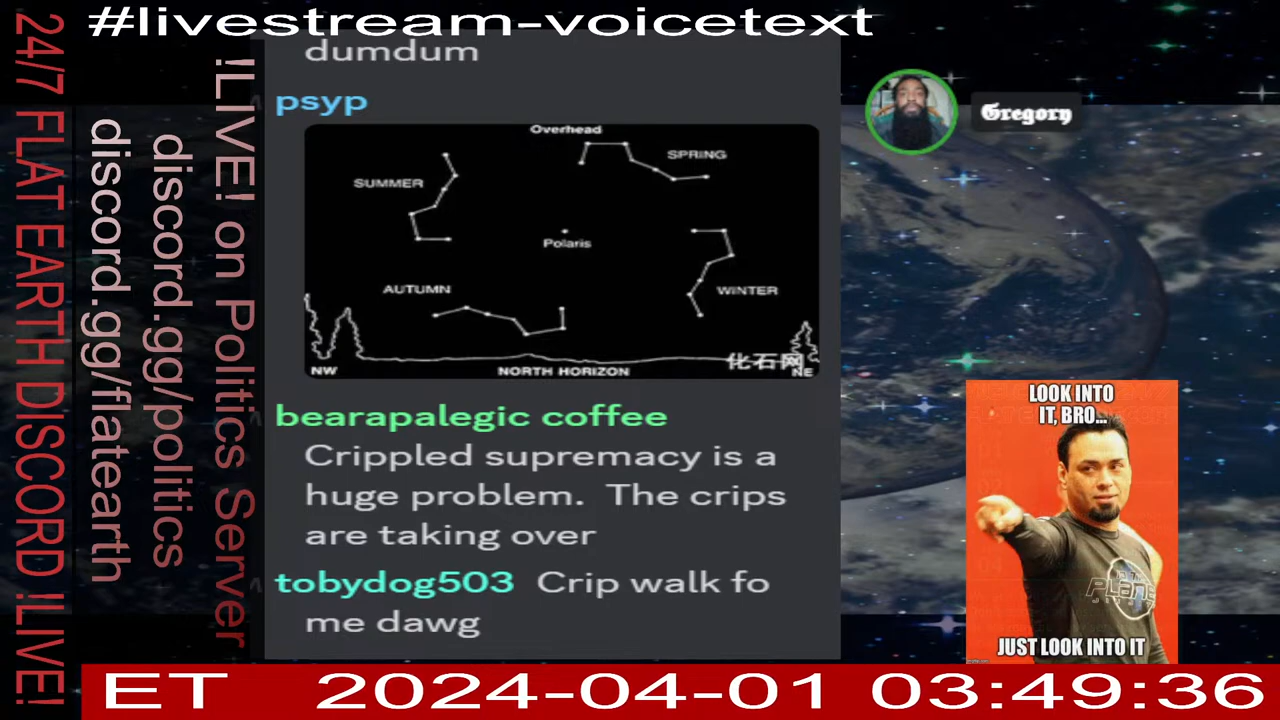 #livestream-voicetext
24/7 FLAT EARTH DISCORD !LIVE!
discord.gg/flatearth
discord.gg/politics
!LIVE! on Politics Server
dumdum
psyp
Overhead
SUMMER
SPRING
Polaris
AUTUMN
WINTER
化石网
NW
NORTH HORIZON
NE
bearapalegic coffee
Crippled supremacy is a
huge problem. The crips
are taking over
tobydog503 Crip walk fo
me dawg
Gregory
LOOK INTO
IT, BRO...
PLANE
JUST LOOK INTO IT
ET 2024-04-01 03:49:36